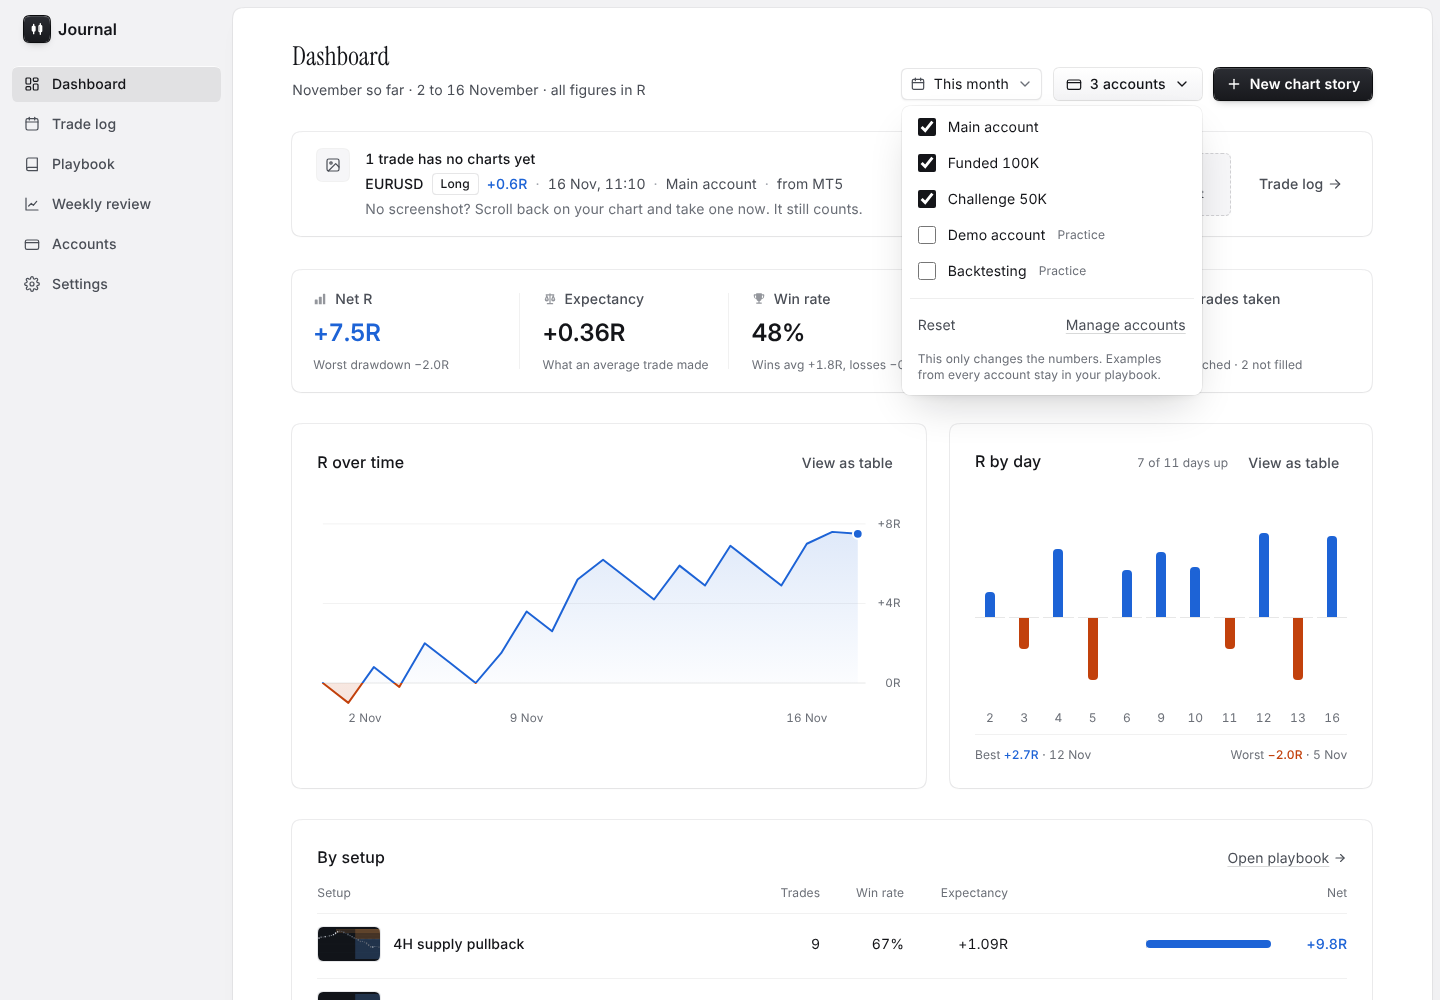 Journal
Dashboard
Trade log
Playbook
Weekly review
Accounts
Settings
Dashboard
November so far · 2 to 16 November · all figures in R
This month
3 accounts
New chart story
Main account
Funded 100K
Challenge 50K
Demo account Practice
Backtesting Practice
Reset
Manage accounts
This only changes the numbers. Examples
from every account stay in your playbook.
1 trade has no charts yet
EURUSD Long +0.6R · 16 Nov, 11:10 · Main account · from MT5
No screenshot? Scroll back on your chart and take one now. It still counts.
Trade log →
Net R
+7.5R
Worst drawdown −2.0R
Expectancy
+0.36R
What an average trade made
Win rate
48%
Wins avg +1.8R, losses
taken
· 2 not filled
R over time
View as table
+8R
+4R
0R
2 Nov
9 Nov
16 Nov
R by day
7 of 11 days up
View as table
2 3 4 5 6 9 10 11 12 13 16
Best +2.7R · 12 Nov
Worst −2.0R · 5 Nov
By setup
Open playbook →
Setup Trades Win rate Expectancy Net
4H supply pullback 9 67% +1.09R +9.8R